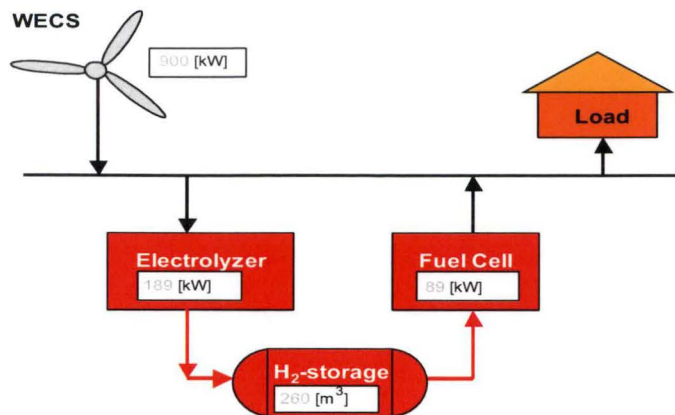 WECS
900 [kW]
Load
Electrolyzer
189 [kW]
Fuel Cell
89 [kW]
H₂-storage
260 [m³]